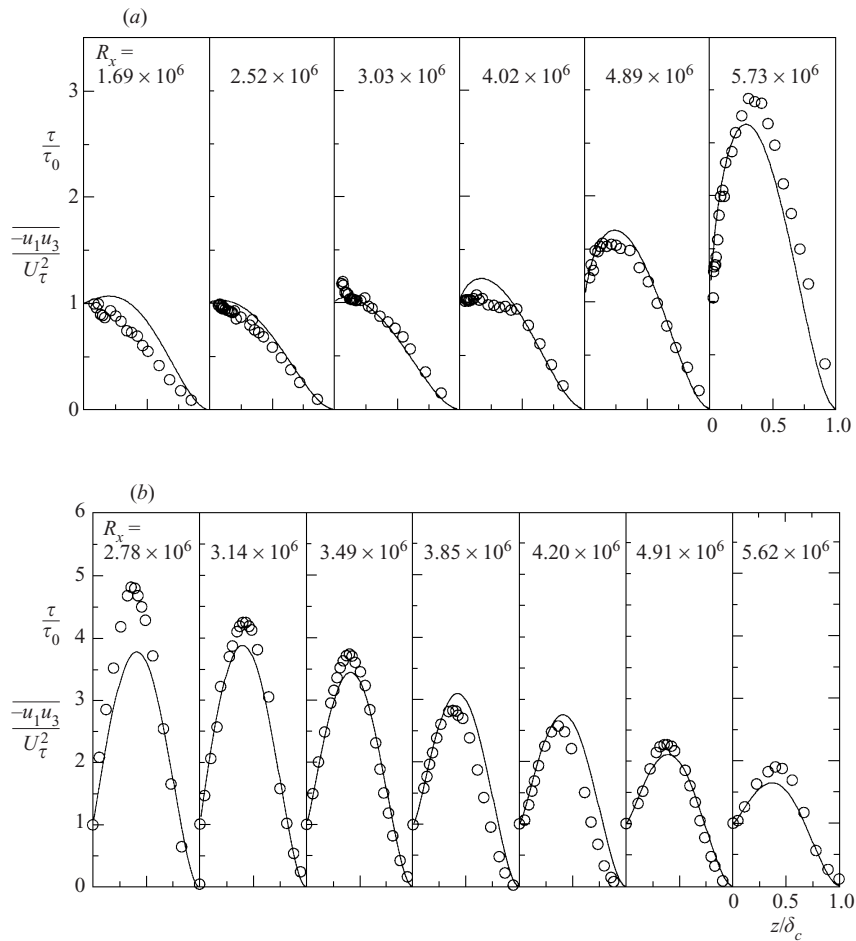 (a)
R_x =
1.69 × 10^6
2.52 × 10^6
3.03 × 10^6
4.02 × 10^6
4.89 × 10^6
5.73 × 10^6
3
τ/τ_0
2
\overline{-u_1u_3}/U_τ^2
1
0
0 0.5 1.0
(b)
R_x =
2.78 × 10^6
3.14 × 10^6
3.49 × 10^6
3.85 × 10^6
4.20 × 10^6
4.91 × 10^6
5.62 × 10^6
6
5
τ/τ_0
4
3
\overline{-u_1u_3}/U_τ^2
2
1
0
0 0.5 1.0
z/δ_c